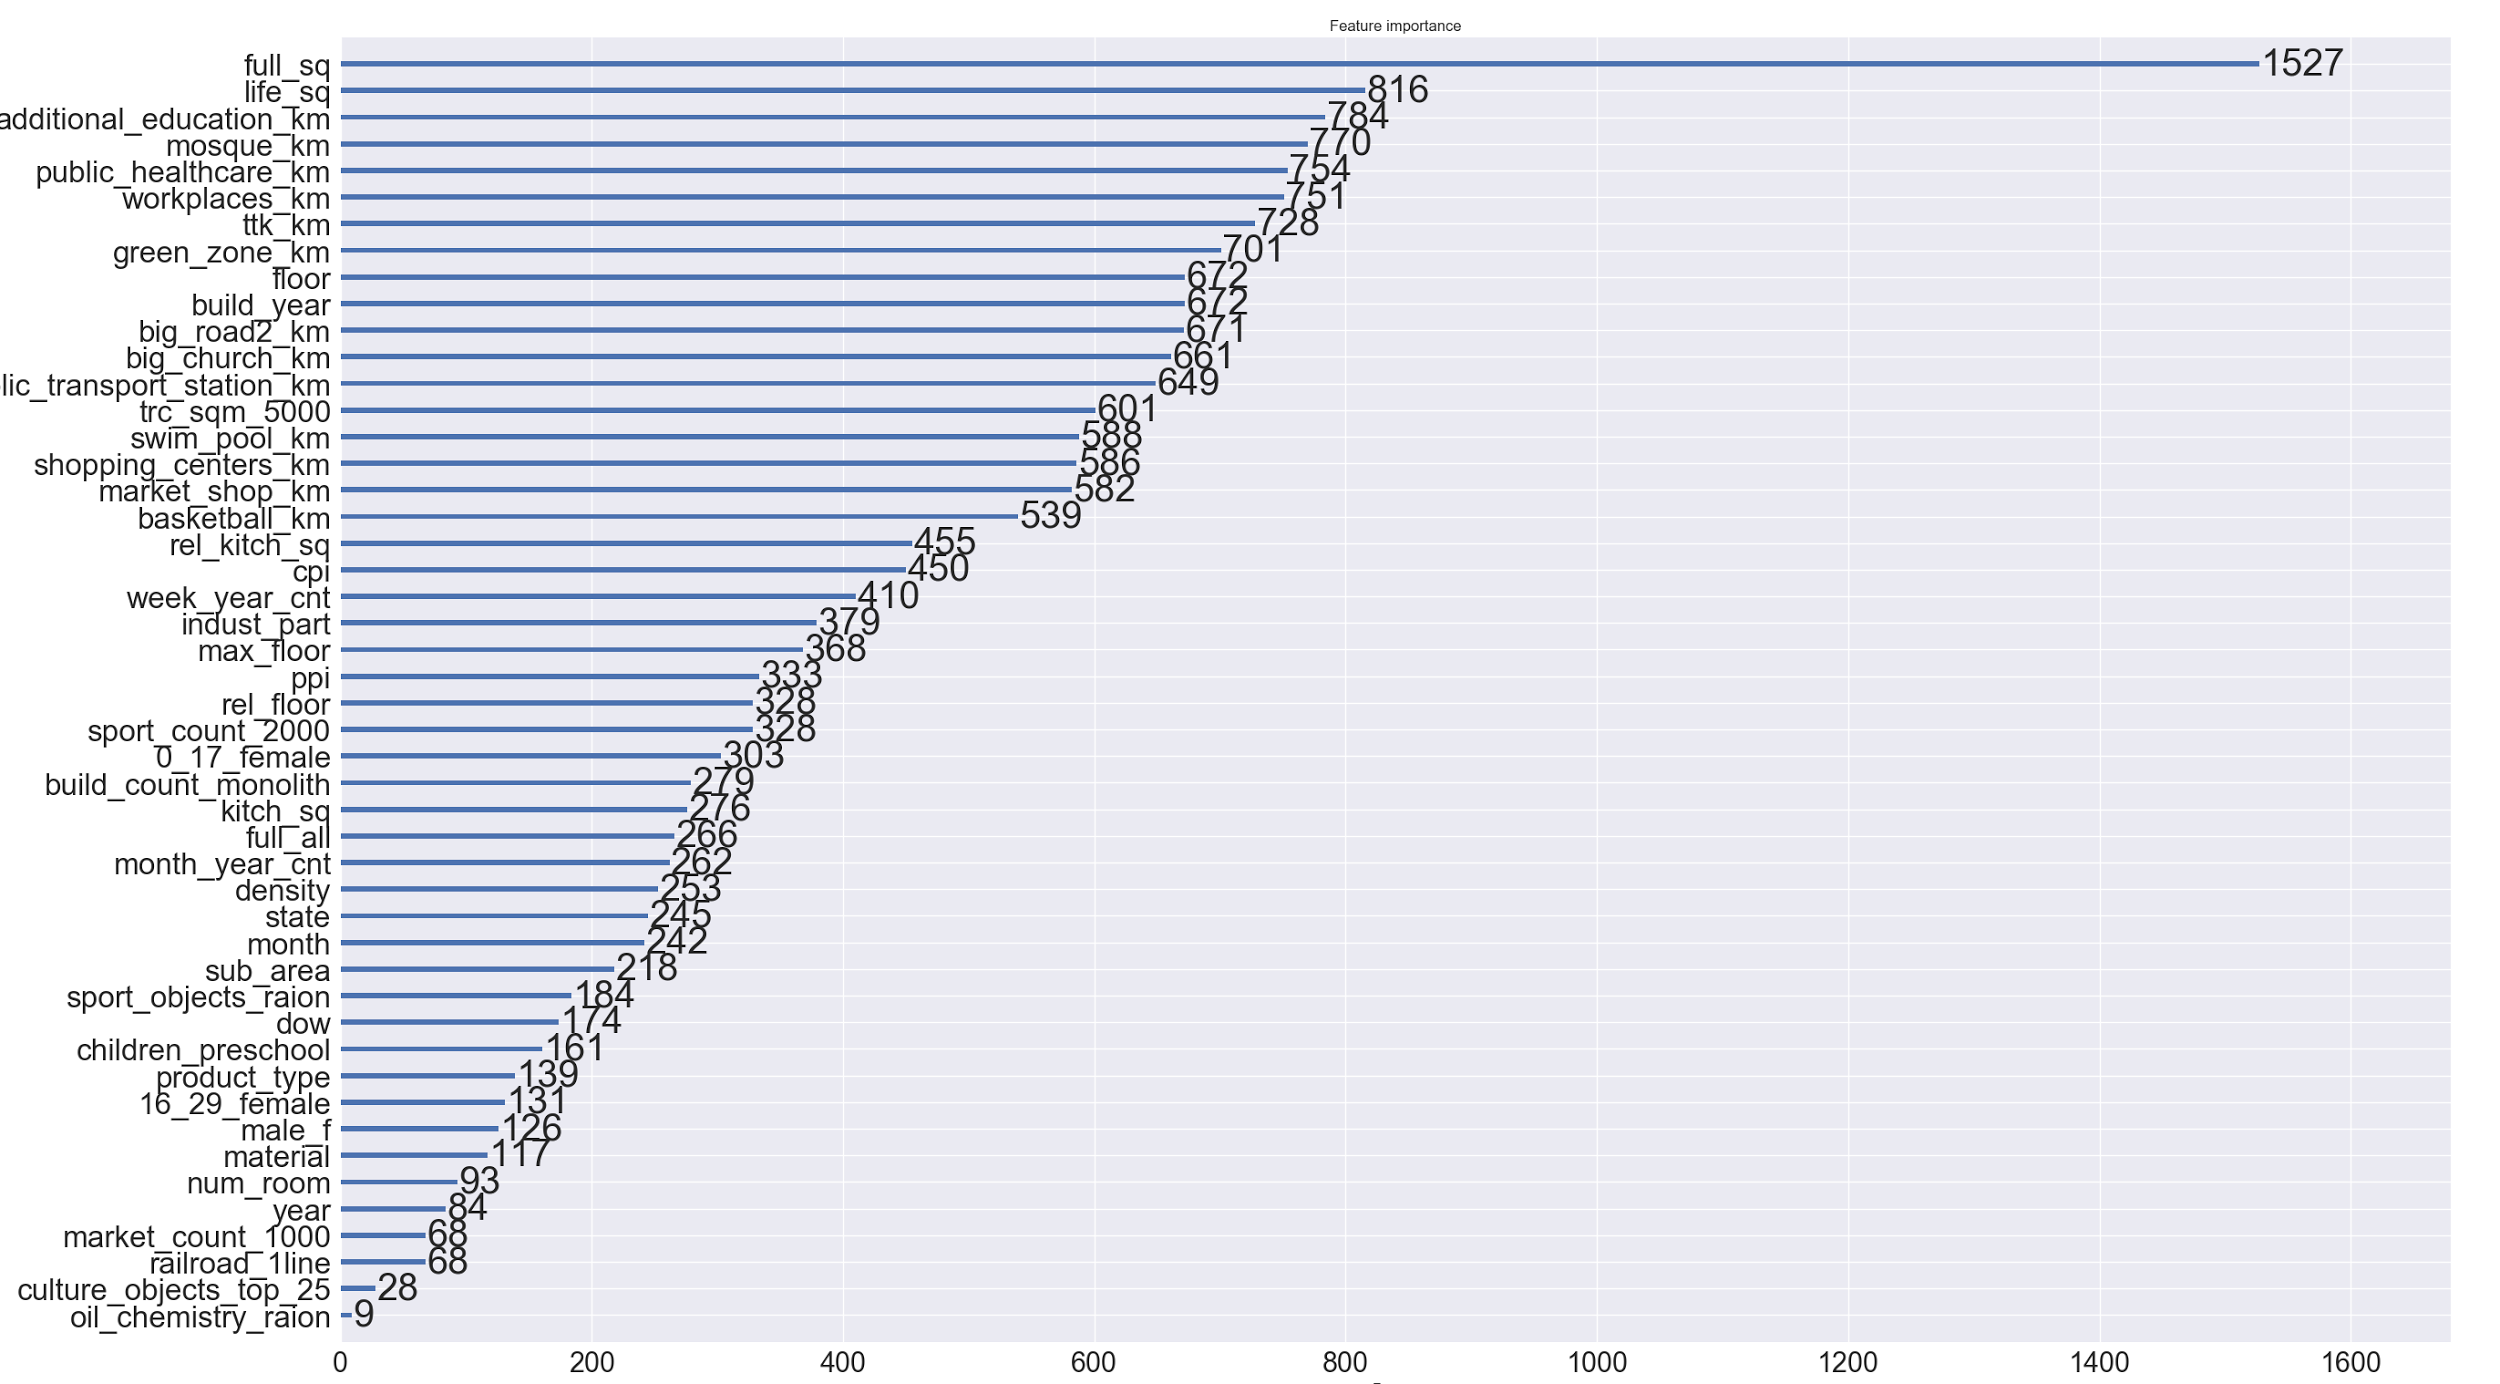 Feature importance
full_sq 1527
life_sq 816
additional_education_km 784
mosque_km 770
public_healthcare_km 754
workplaces_km 751
ttk_km 728
green_zone_km 701
floor 672
build_year 672
big_road2_km 671
big_church_km 661
lic_transport_station_km 649
trc_sqm_5000 601
swim_pool_km 588
shopping_centers_km 586
market_shop_km 582
basketball_km 539
rel_kitch_sq 455
cpi 450
week_year_cnt 410
indust_part 379
max_floor 368
ppi 333
rel_floor 328
sport_count_2000 328
0_17_female 303
build_count_monolith 279
kitch_sq 276
full_all 266
month_year_cnt 262
density 253
state 245
month 242
sub_area 218
sport_objects_raion 184
dow 174
children_preschool 161
product_type 139
16_29_female 131
male_f 126
material 117
num_room 93
year 84
market_count_1000 68
railroad_1line 68
culture_objects_top_25 28
oil_chemistry_raion 9
0 200 400 600 800 1000 1200 1400 1600